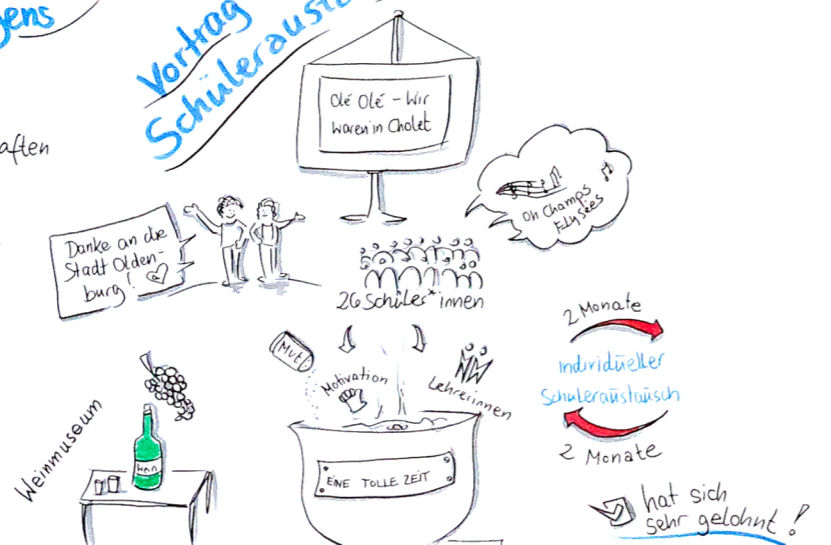 gens
Vortrag
Schüleraust
aften
Olé Olé – Wir
waren in Cholet
Oh Champs
Elysées
Danke an die
Stadt Olden-
burg!
26 Schüler*innen
2 Monate
Individueller
Schüleraustausch
2 Monate
Mut
Motivation
Lehrerinnen
Weinmuseum
Wein
EINE TOLLE ZEIT
hat sich
sehr gelohnt!